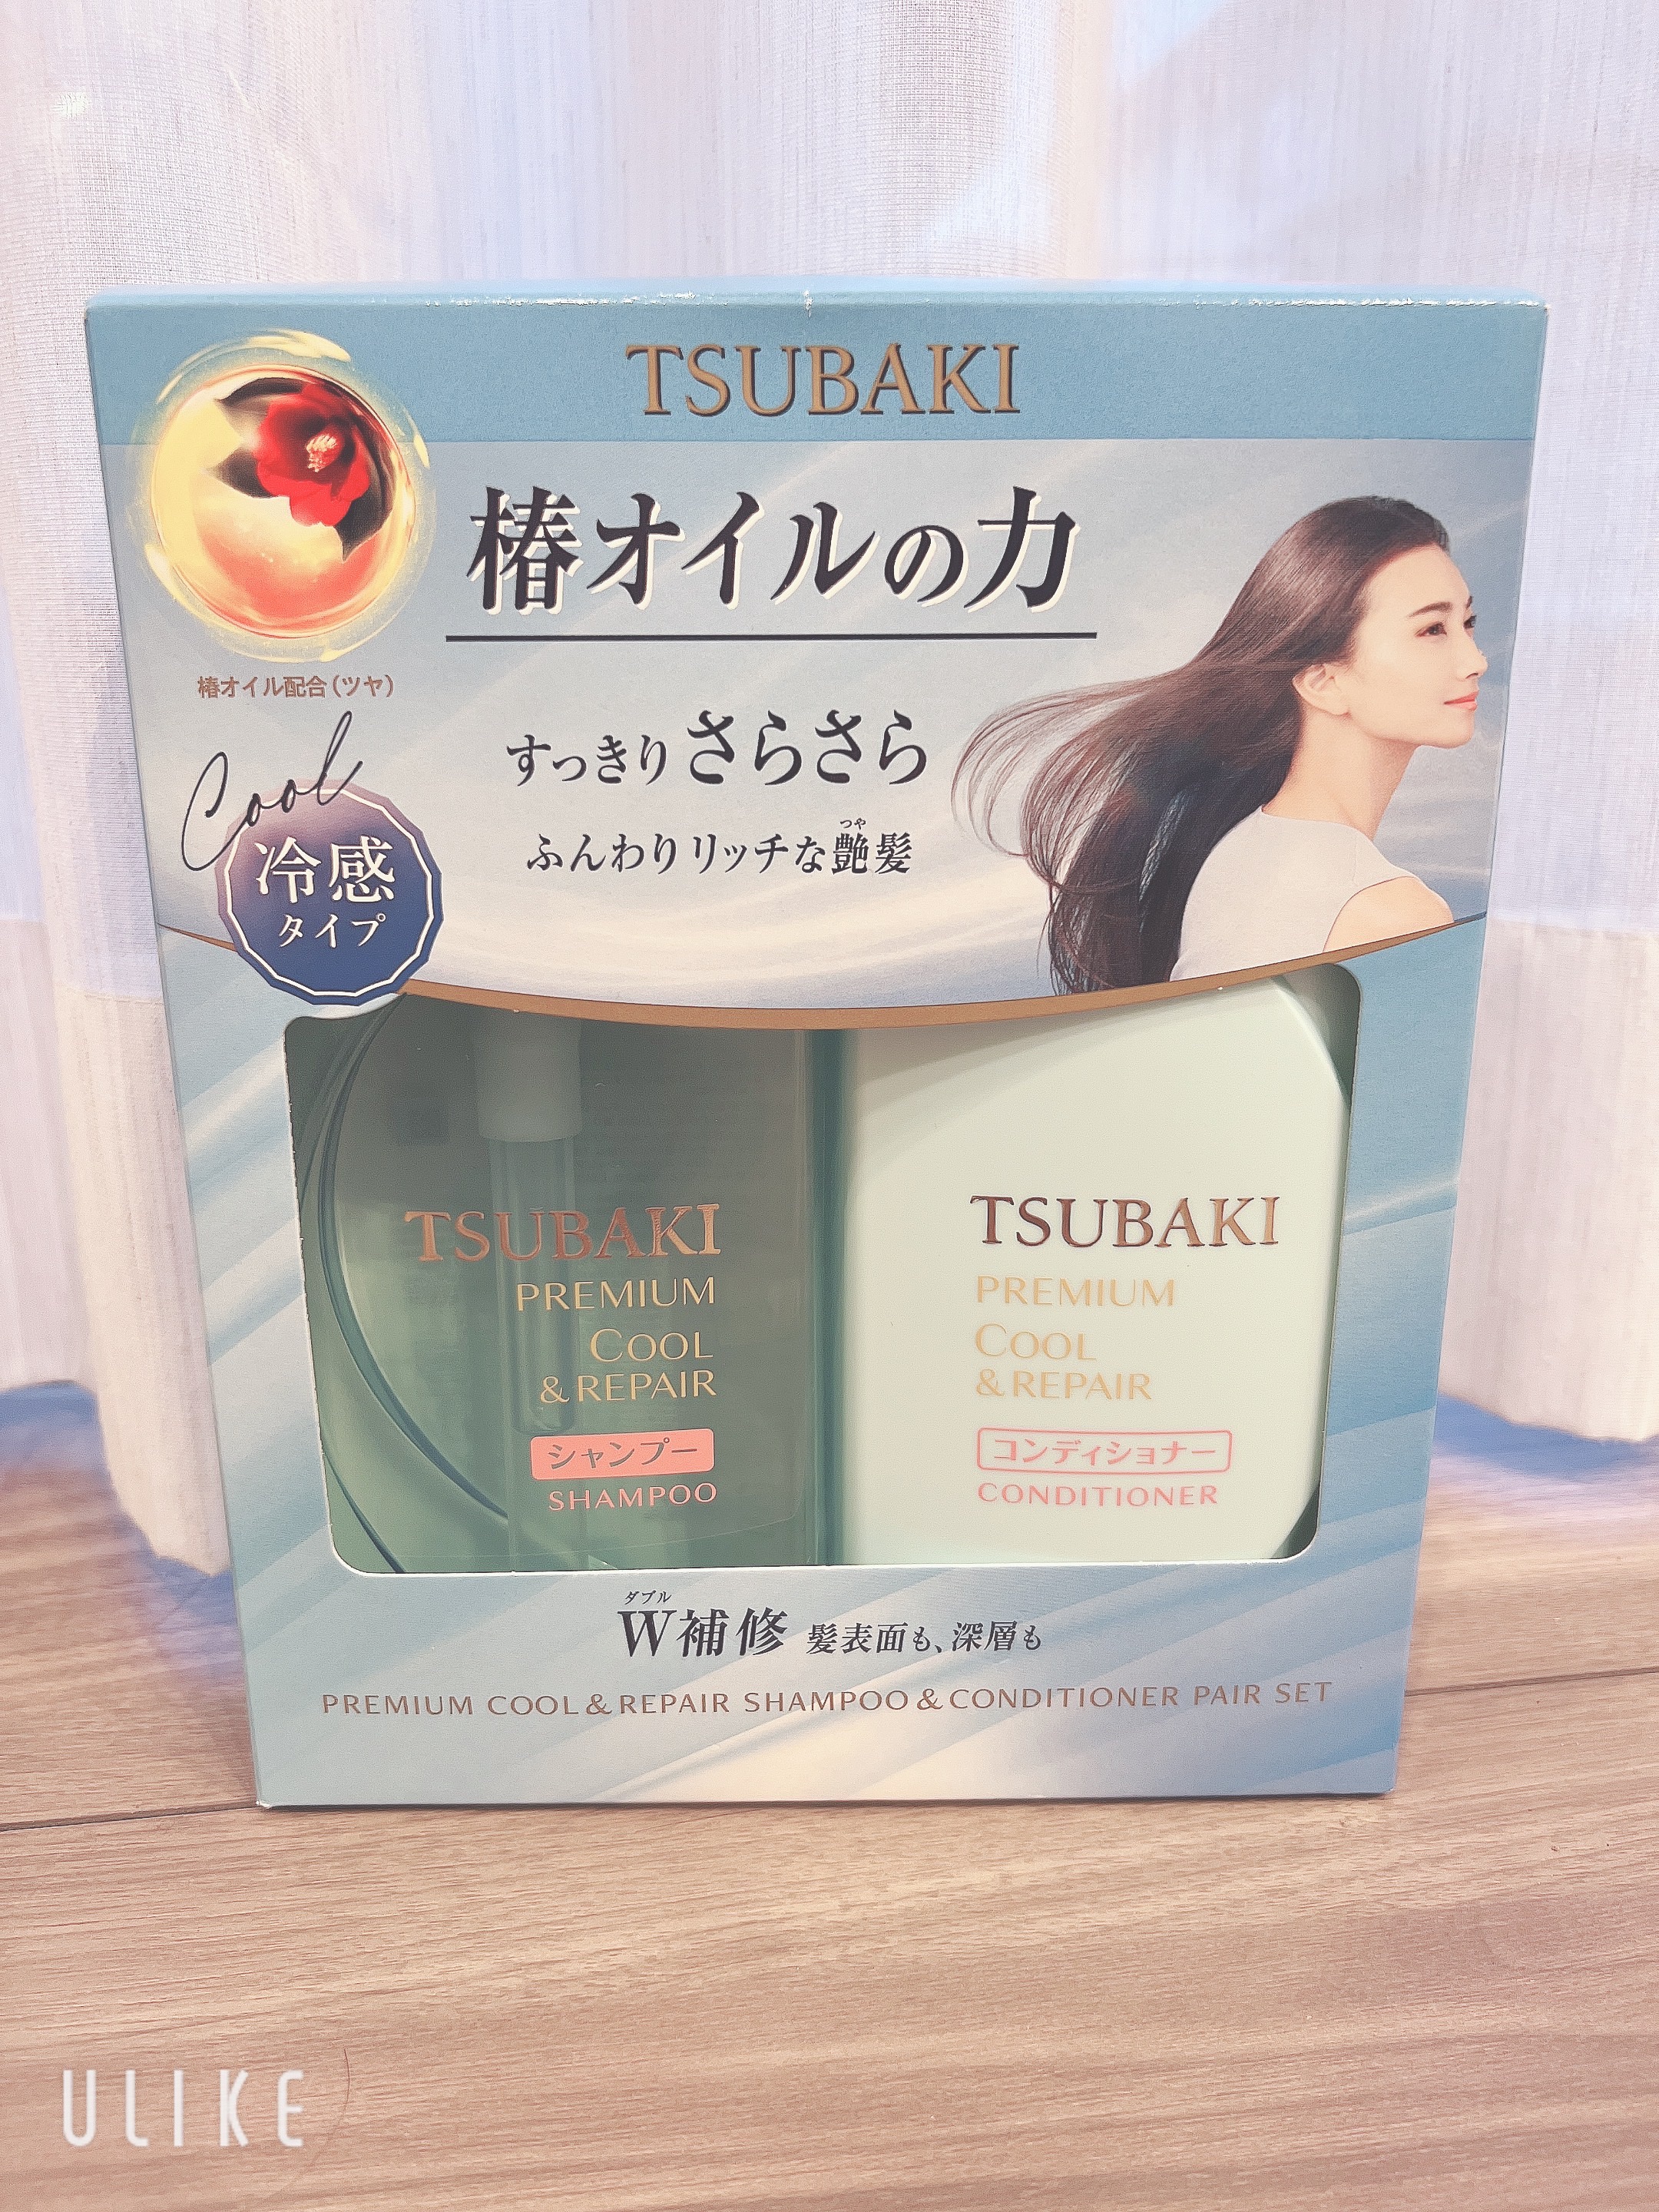 TSUBAKI
椿オイルの力
椿オイル配合(ツヤ)
Cool
冷感
タイプ
すっきりさらさら
つや
ふんわりリッチな艶髪
TSUBAKI
PREMIUM
COOL
&REPAIR
シャンプー
SHAMPOO
TSUBAKI
PREMIUM
COOL
&REPAIR
コンディショナー
CONDITIONER
ダブル
W補修 髪表面も、深層も
PREMIUM COOL&REPAIR SHAMPOO&CONDITIONER PAIR SET
ULIKE